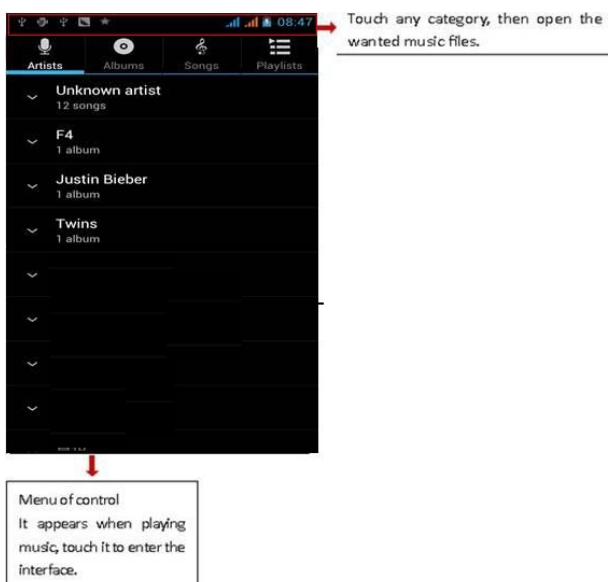 08:47
Touch any category, then open the
wanted music files.
Artists Albums Songs Playlists
Unknown artist
12 songs
F4
1 album
Justin Bieber
1 album
Twins
1 album
Menu of control
It appears when playing
music, touch it to enter the
interface.